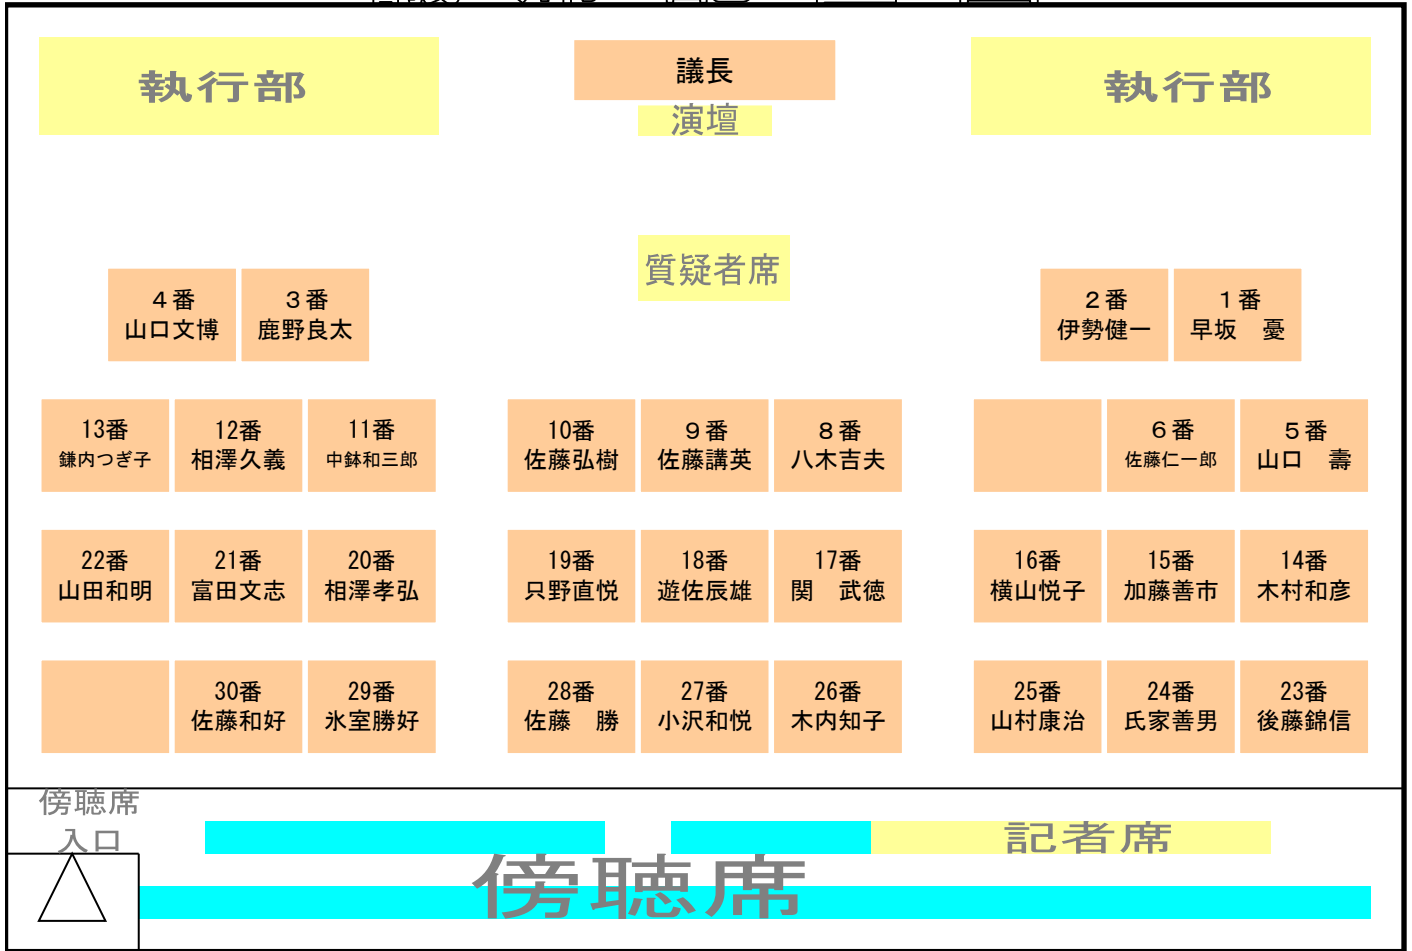 執行部
議長
執行部
演壇
質疑者席
４番
山口文博
３番
鹿野良太
２番
伊勢健一
１番
早坂　憂
13番
鎌内つぎ子
12番
相澤久義
11番
中鉢和三郎
10番
佐藤弘樹
９番
佐藤講英
８番
八木吉夫
６番
佐藤仁一郎
５番
山口　壽
22番
山田和明
21番
富田文志
20番
相澤孝弘
19番
只野直悦
18番
遊佐辰雄
17番
関　武徳
16番
横山悦子
15番
加藤善市
14番
木村和彦
30番
佐藤和好
29番
氷室勝好
28番
佐藤　勝
27番
小沢和悦
26番
木内知子
25番
山村康治
24番
氏家善男
23番
後藤錦信
傍聴席
入口
記者席
傍聴席